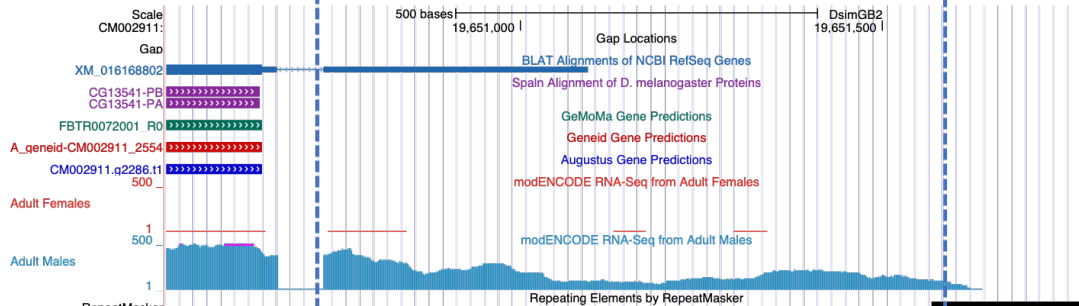 Scale 500 bases DsimGB2
CM002911: 19,651,000 19,651,500
Gap Gap Locations
BLAT Alignments of NCBI RefSeq Genes
XM_016168802
Spaln Alignment of D. melanogaster Proteins
CG13541-PB
CG13541-PA
GeMoMa Gene Predictions
FBTR0072001_R0
Geneid Gene Predictions
A_geneid-CM002911_2554
Augustus Gene Predictions
CM002911.g2286.t1
modENCODE RNA-Seq from Adult Females
500
Adult Females
1
modENCODE RNA-Seq from Adult Males
500
Adult Males
1
Repeating Elements by RepeatMasker
RepeatMasker